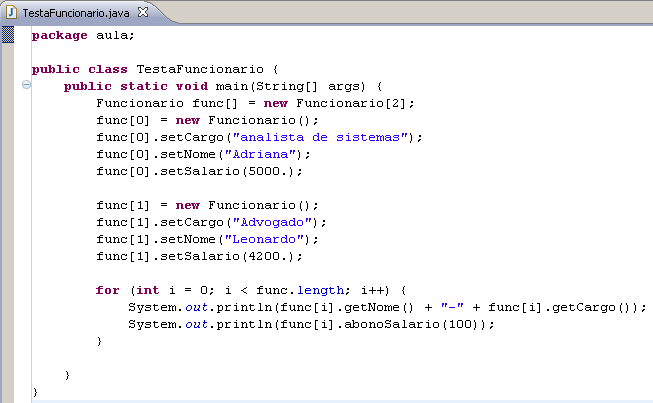 TestaFuncionario.java
package aula;
public class TestaFuncionario {
public static void main(String[] args) {
Funcionario func[] = new Funcionario[2];
func[0] = new Funcionario();
func[0].setCargo("analista de sistemas");
func[0].setNome("Adriana");
func[0].setSalario(5000.);
func[1] = new Funcionario();
func[1].setCargo("Advogado");
func[1].setNome("Leonardo");
func[1].setSalario(4200.);
for (int i = 0; i < func.length; i++) {
System.out.println(func[i].getNome() + "-" + func[i].getCargo());
System.out.println(func[i].abonoSalario(100));
}
}
}